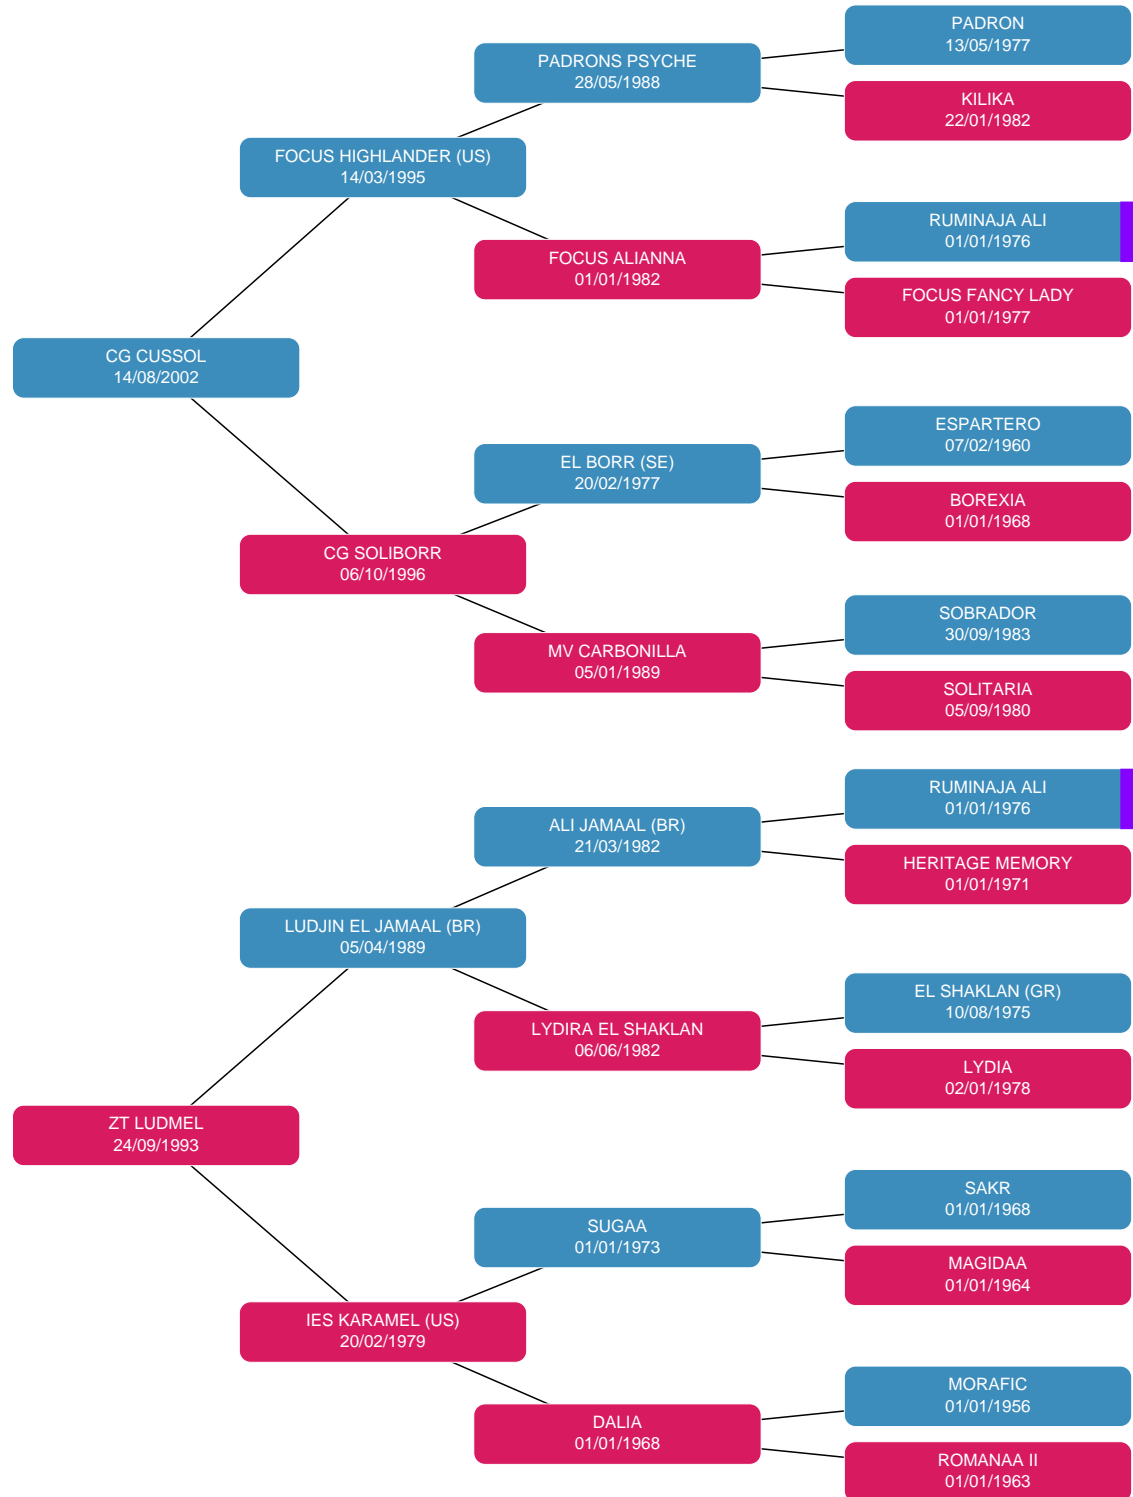 PADRON
13/05/1977
PADRONS PSYCHE
28/05/1988
KILIKA
22/01/1982
FOCUS HIGHLANDER (US)
14/03/1995
RUMINAJA ALI
01/01/1976
FOCUS ALIANNA
01/01/1982
FOCUS FANCY LADY
01/01/1977
CG CUSSOL
14/08/2002
ESPARTERO
07/02/1960
EL BORR (SE)
20/02/1977
BOREXIA
01/01/1968
CG SOLIBORR
06/10/1996
SOBRADOR
30/09/1983
MV CARBONILLA
05/01/1989
SOLITARIA
05/09/1980
RUMINAJA ALI
01/01/1976
ALI JAMAAL (BR)
21/03/1982
HERITAGE MEMORY
01/01/1971
LUDJIN EL JAMAAL (BR)
05/04/1989
EL SHAKLAN (GR)
10/08/1975
LYDIRA EL SHAKLAN
06/06/1982
LYDIA
02/01/1978
ZT LUDMEL
24/09/1993
SAKR
01/01/1968
SUGAA
01/01/1973
MAGIDAA
01/01/1964
IES KARAMEL (US)
20/02/1979
MORAFIC
01/01/1956
DALIA
01/01/1968
ROMANAA II
01/01/1963